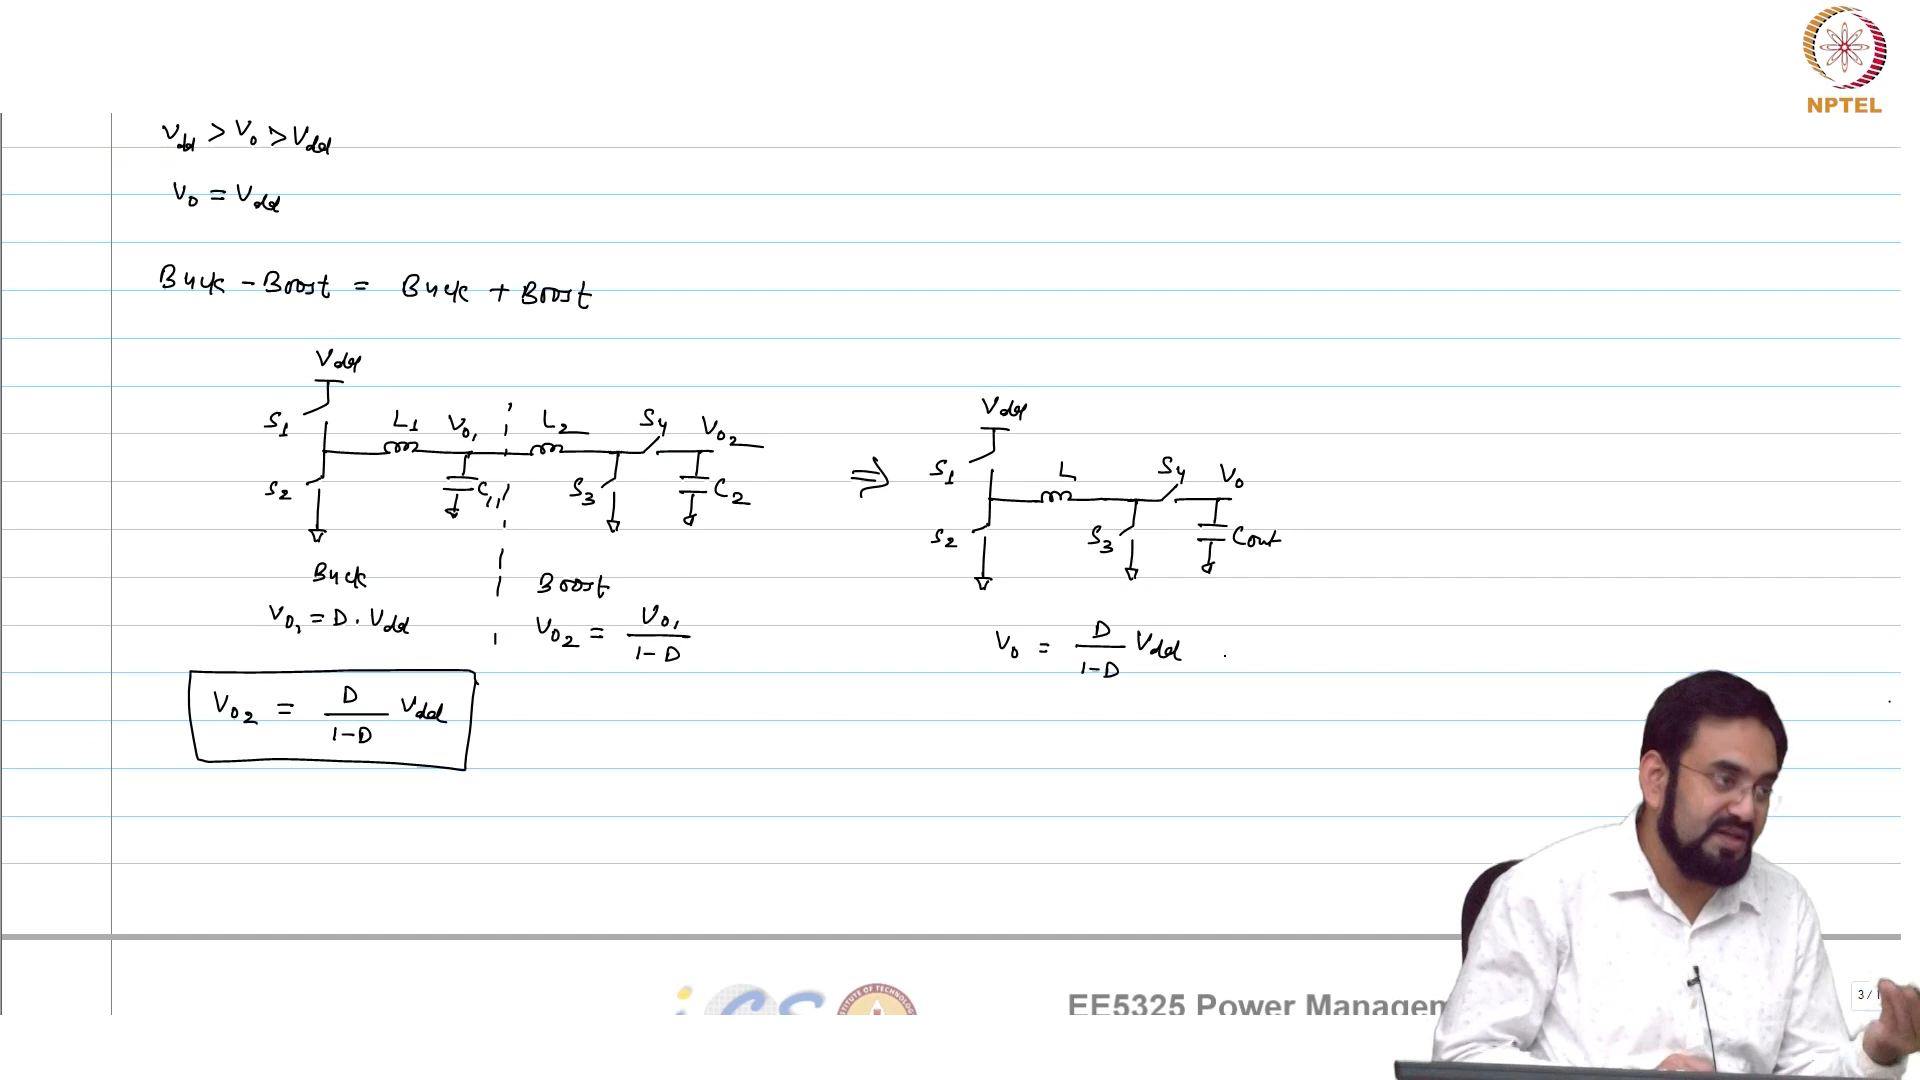 NPTEL
Vdd > Vo > Vdd
Vo = Vdd
Buck - Boost = Buck + Boost
Vdd
S1 L1 Vo1 L2 S4 Vo2
S2 C1 S3 C2
Buck Boost
Vo1 = D . Vdd
Vo2 = Vo1 / 1-D
Vo2 = D / 1-D Vdd
⇒
Vdd
S1 L S4 Vo
S2 S3 Cout
Vo = D / 1-D Vdd
EE5325 Power Managem
3 / 1